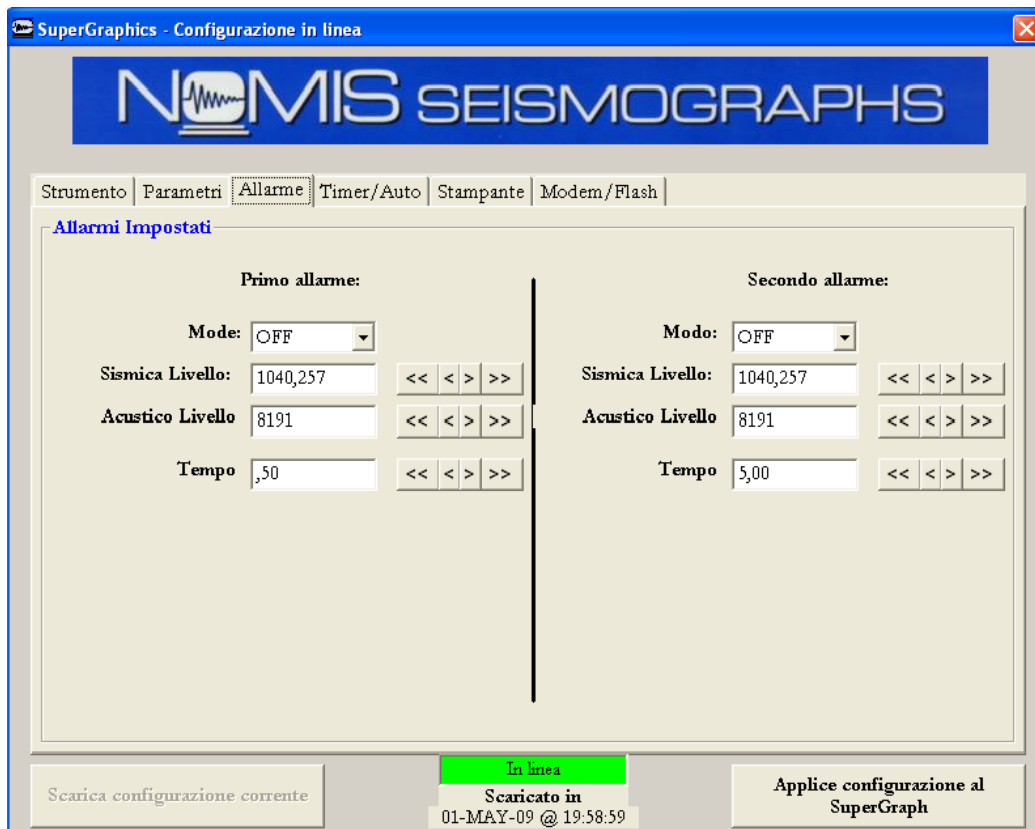 SuperGraphics - Configurazione in linea
NOMIS SEISMOGRAPHS
Strumento Parametri Allarme Timer/Auto Stampante Modem/Flash
Allarmi Impostati
Primo allarme: Secondo allarme:
Mode: OFF Modo: OFF
Sismica Livello: 1040,257 << < > >> Sismica Livello: 1040,257 << < > >>
Acustico Livello 8191 << < > >> Acustico Livello 8191 << < > >>
Tempo ,50 << < > >> Tempo 5,00 << < > >>
In linea
Scarica configurazione corrente Scaricato in Applice configurazione al
01-MAY-09 @ 19:58:59 SuperGraph